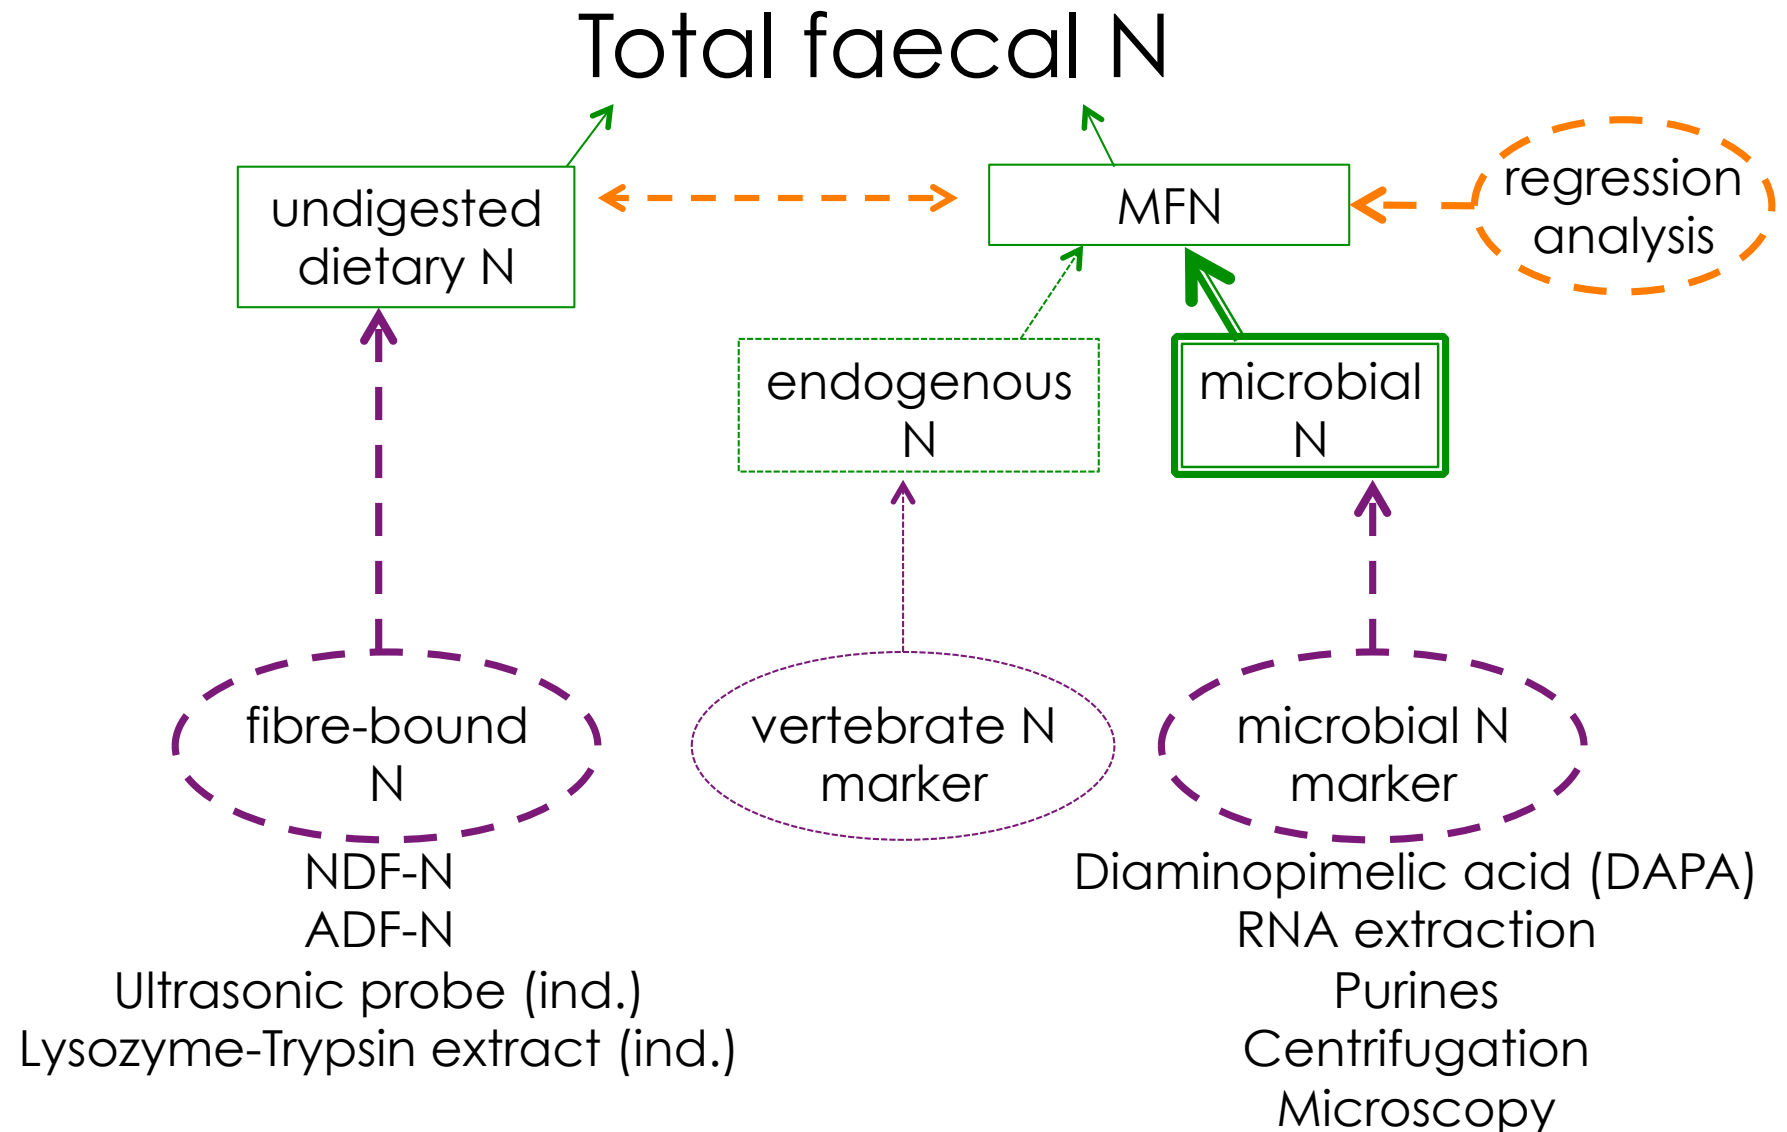 Total faecal N
undigested
dietary N
MFN
regression
analysis
endogenous
N
microbial
N
fibre-bound
N
vertebrate N
marker
microbial N
marker
NDF-N
ADF-N
Ultrasonic probe (ind.)
Lysozyme-Trypsin extract (ind.)
Diaminopimelic acid (DAPA)
RNA extraction
Purines
Centrifugation
Microscopy